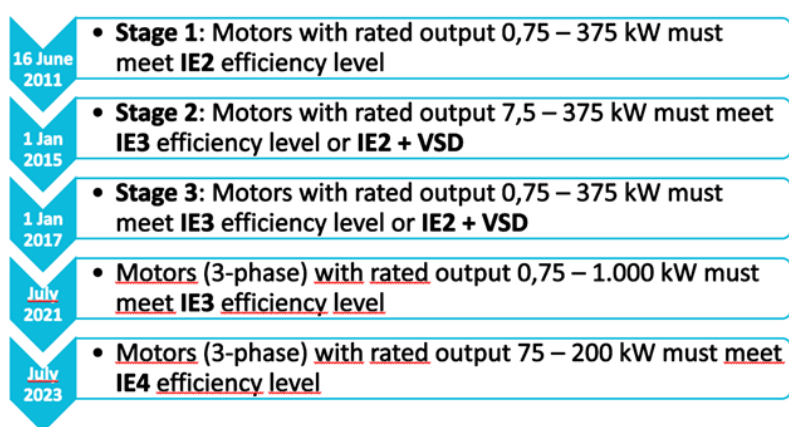 16 June
2011
• Stage 1: Motors with rated output 0,75 – 375 kW must
meet IE2 efficiency level
1 Jan
2015
• Stage 2: Motors with rated output 7,5 – 375 kW must meet
IE3 efficiency level or IE2 + VSD
1 Jan
2017
• Stage 3: Motors with rated output 0,75 – 375 kW must
meet IE3 efficiency level or IE2 + VSD
July
2021
• Motors (3-phase) with rated output 0,75 – 1.000 kW must
meet IE3 efficiency level
July
2023
• Motors (3-phase) with rated output 75 – 200 kW must meet
IE4 efficiency level